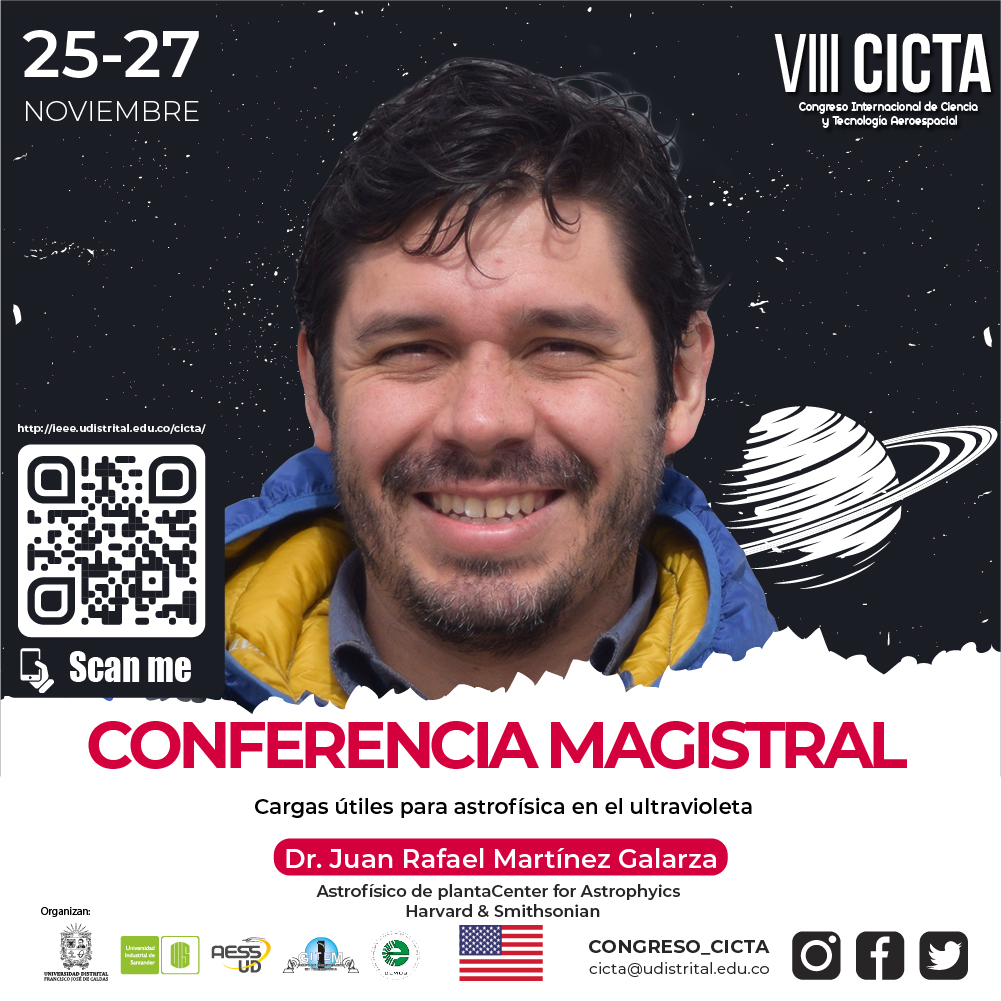 25-27
NOVIEMBRE
VIII CICTA
Congreso Internacional de Ciencia
y Tecnología Aeroespacial
http://ieee.udistrital.edu.co/cicta/
Scan me
CONFERENCIA MAGISTRAL
Cargas útiles para astrofísica en el ultravioleta
Dr. Juan Rafael Martínez Galarza
Astrofísico de plantaCenter for Astrophyics
Harvard & Smithsonian
Organizan:
UNIVERSIDAD DISTRITAL
FRANCISCO JOSÉ DE CALDAS
Universidad
Industrial de
Santander
UIS
AESS
UD
CONGRESO_CICTA
cicta@udistrital.edu.co